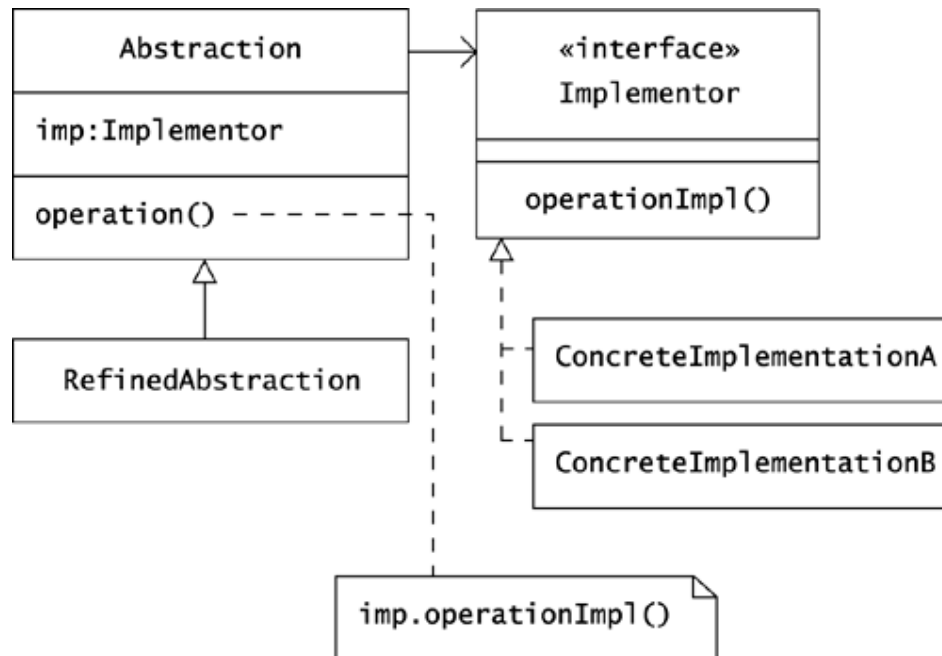 Abstraction
imp:Implementor
operation()
«interface»
Implementor
operationImpl()
RefinedAbstraction
ConcreteImplementationA
ConcreteImplementationB
imp.operationImpl()